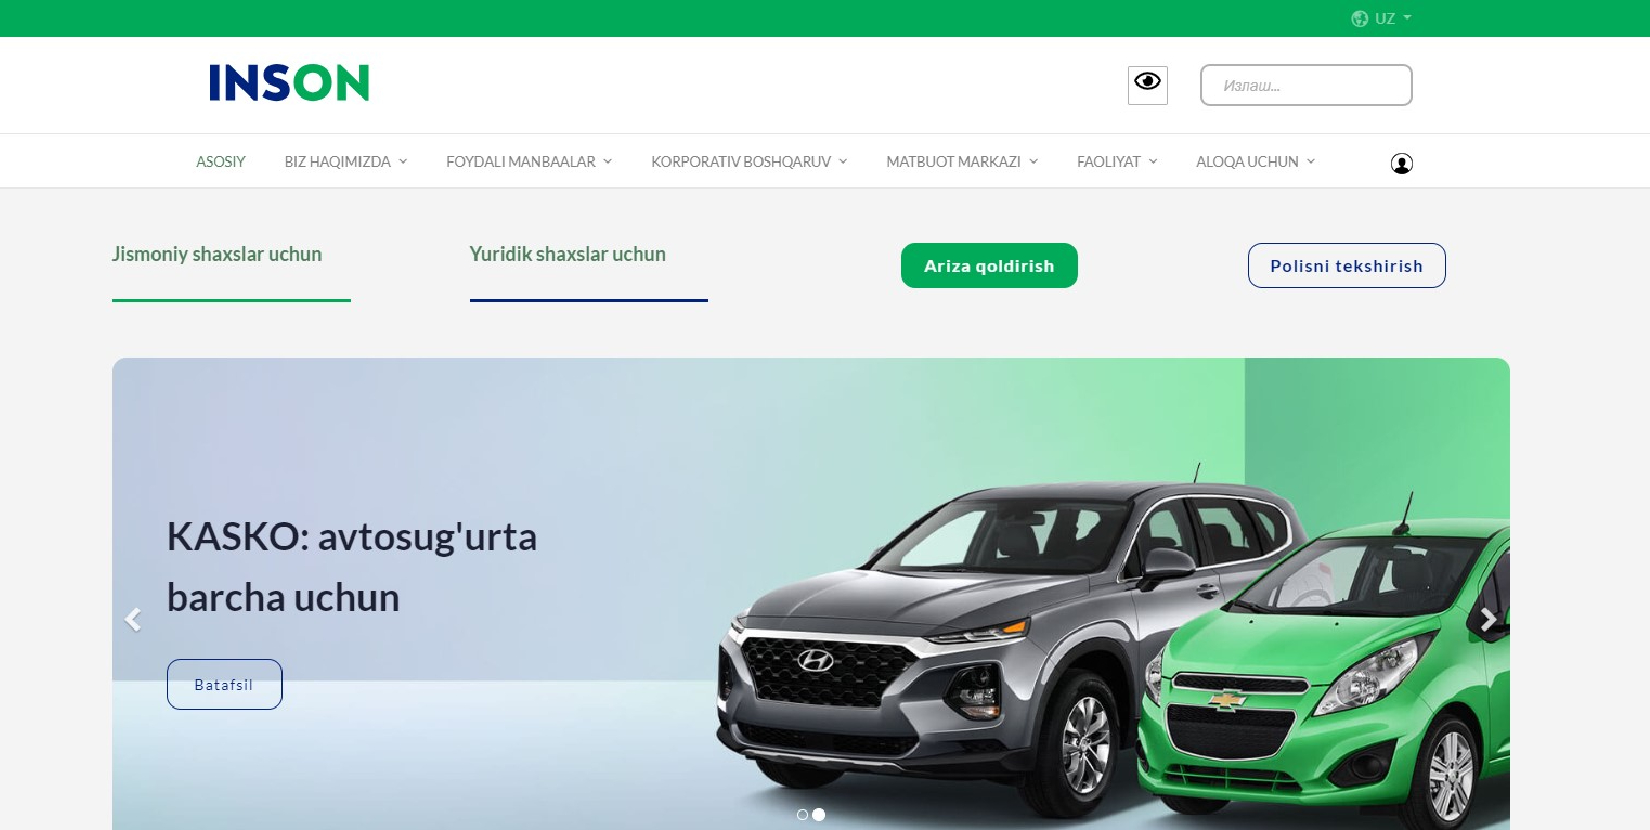 UZ
INSON
Излаш...
ASOSIY BIZ HAQIMIZDA FOYDALI MANBAALAR KORPORATIV BOSHQARUV MATBUOT MARKAZI FAOLIYAT ALOQA UCHUN
Jismoniy shaxslar uchun Yuridik shaxslar uchun Ariza qoldirish Polisni tekshirish
KASKO: avtosug'urta
barcha uchun
Batafsil